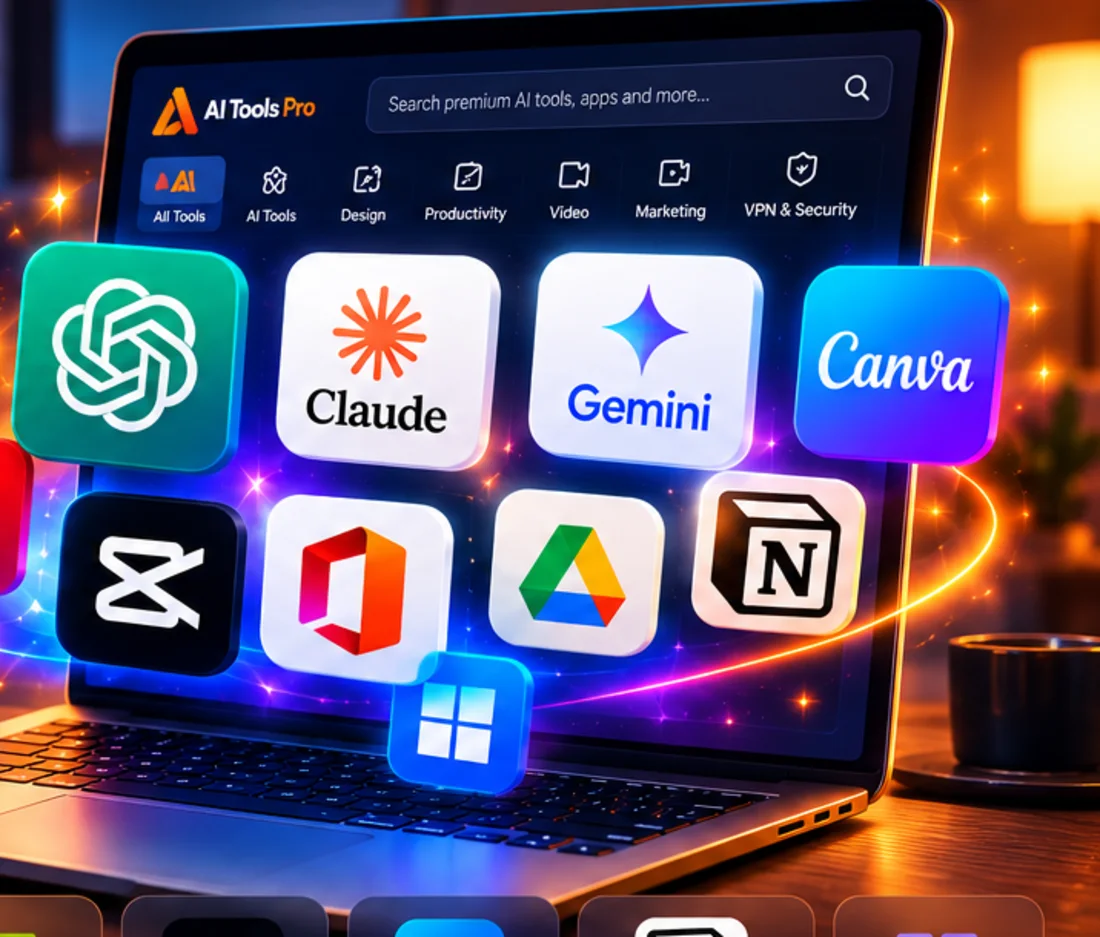 AI Tools Pro
Search premium AI tools, apps and more...
AI
All Tools
AI Tools
Design
Productivity
Video
Marketing
VPN & Security
Claude
Gemini
Canva
N